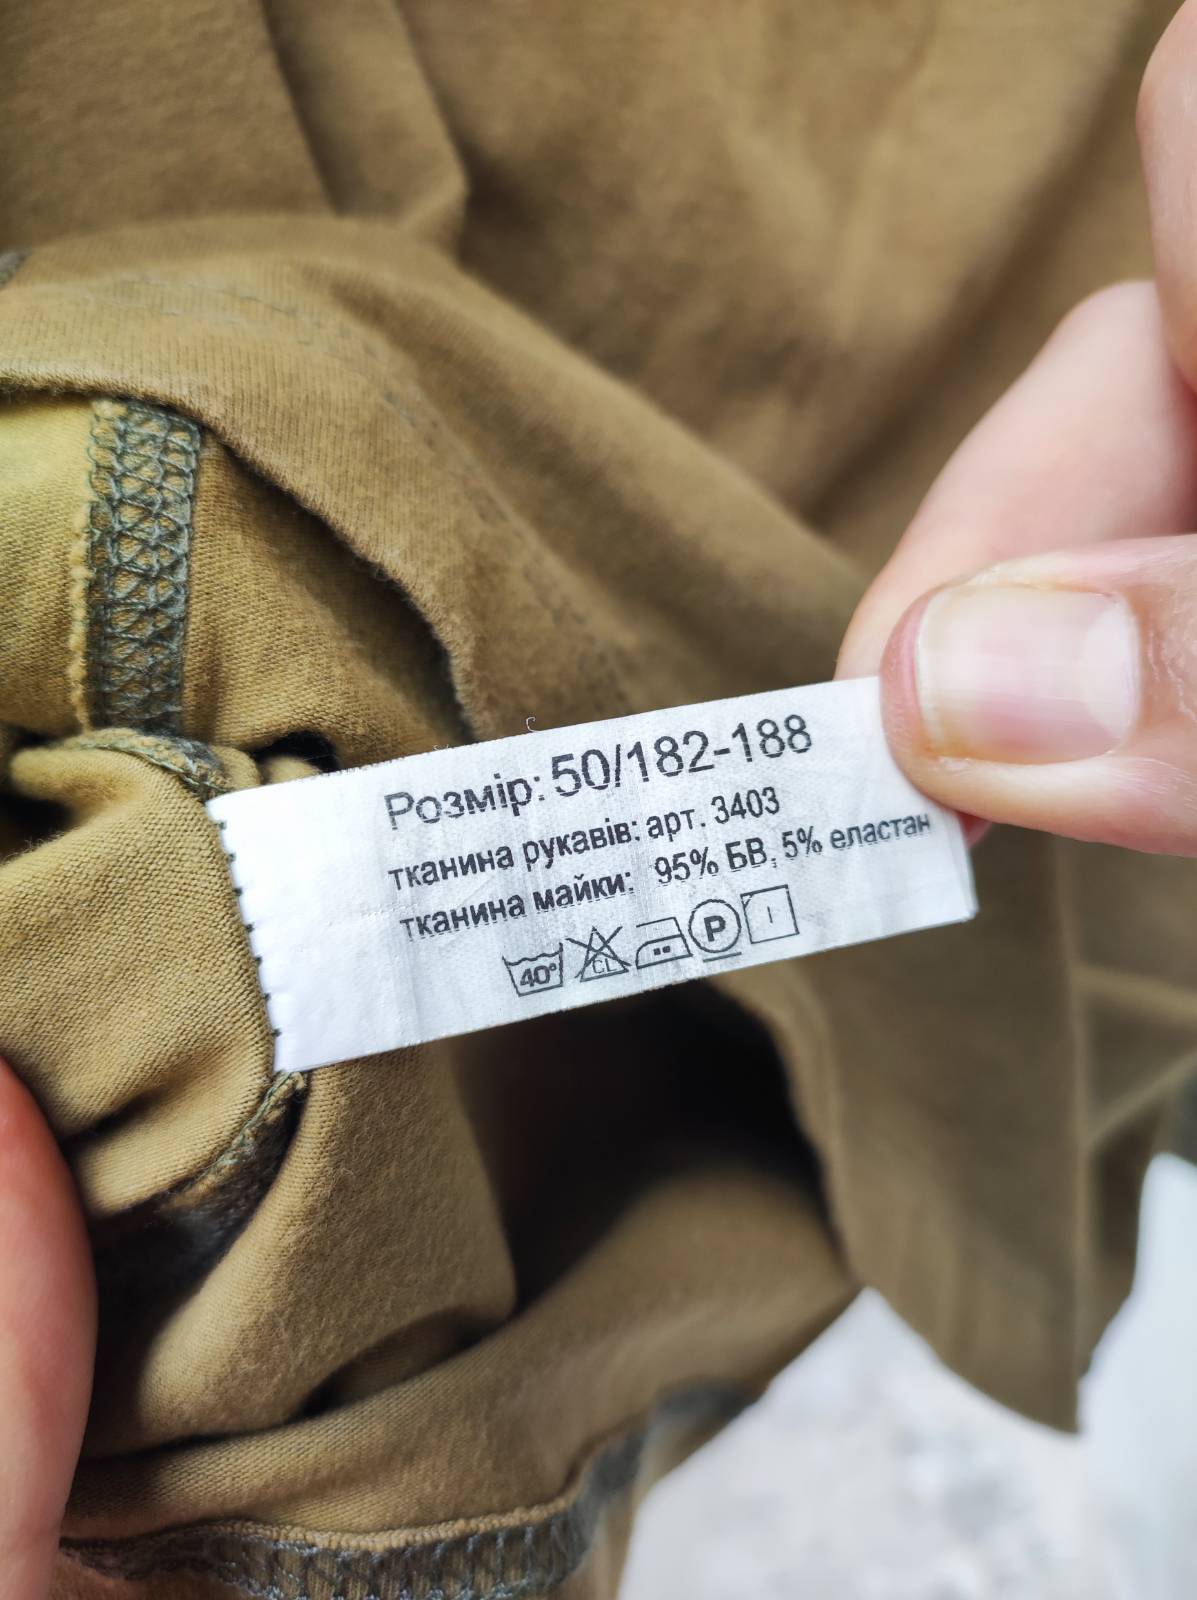 Розмір: 50/182-188
тканина рукавів: арт. 3403
тканина майки: 95% БВ, 5% еластан
40° CL P